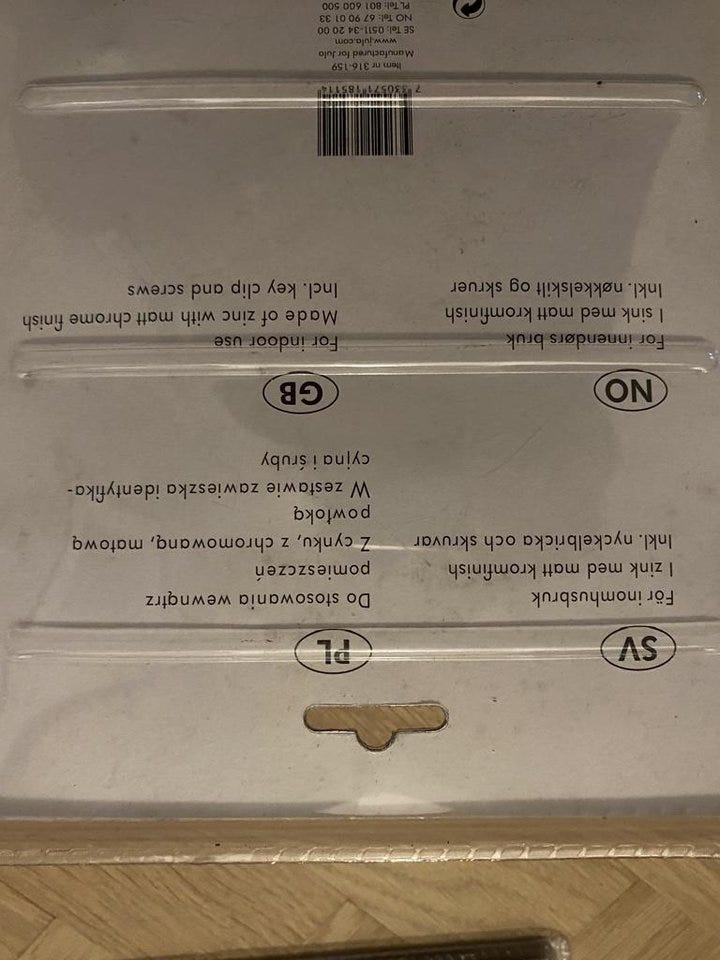 SV
För inomhusbruk
I zink med matt kromfinish
Inkl. nyckelbricka och skruvar
PL
Do stosowania wewnątrz
pomieszczeń
Z cynku, z chromowaną, matową
powłoką
W zestawie zawieszka identyfika-
cyjna i śruby
NO
For innendørs bruk
I sink med matt kromfinish
Inkl. nøkkelskilt og skruer
GB
For indoor use
Made of zinc with matt chrome finish
Incl. key clip and screws
7 330571 185114
Item nr 316-159
Manufactured for Jula
www.jula.com
SE Tel: 0511-34 20 00
NO Tel: 67 90 01 33
PL Tel: 801 600 500